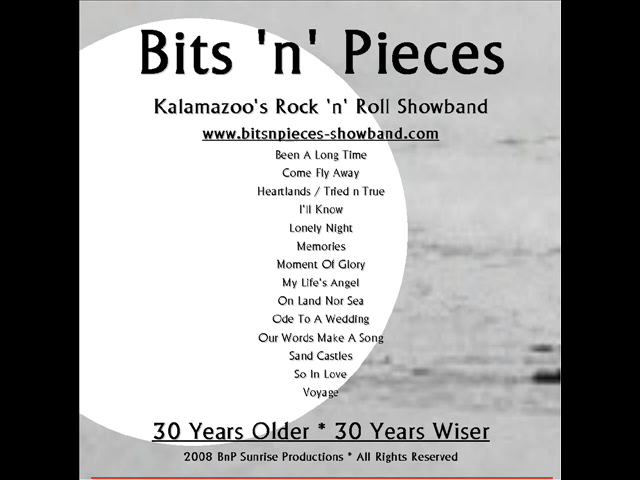 Bits 'n' Pieces
Kalamazoo's Rock 'n' Roll Showband
www.bitsnpieces-showband.com
Been A Long Time
Come Fly Away
Heartlands / Tried n True
I'll Know
Lonely Night
Memories
Moment Of Glory
My Life's Angel
On Land Nor Sea
Ode To A Wedding
Our Words Make A Song
Sand Castles
So In Love
Voyage
30 Years Older * 30 Years Wiser
2008 BnP Sunrise Productions * All Rights Reserved